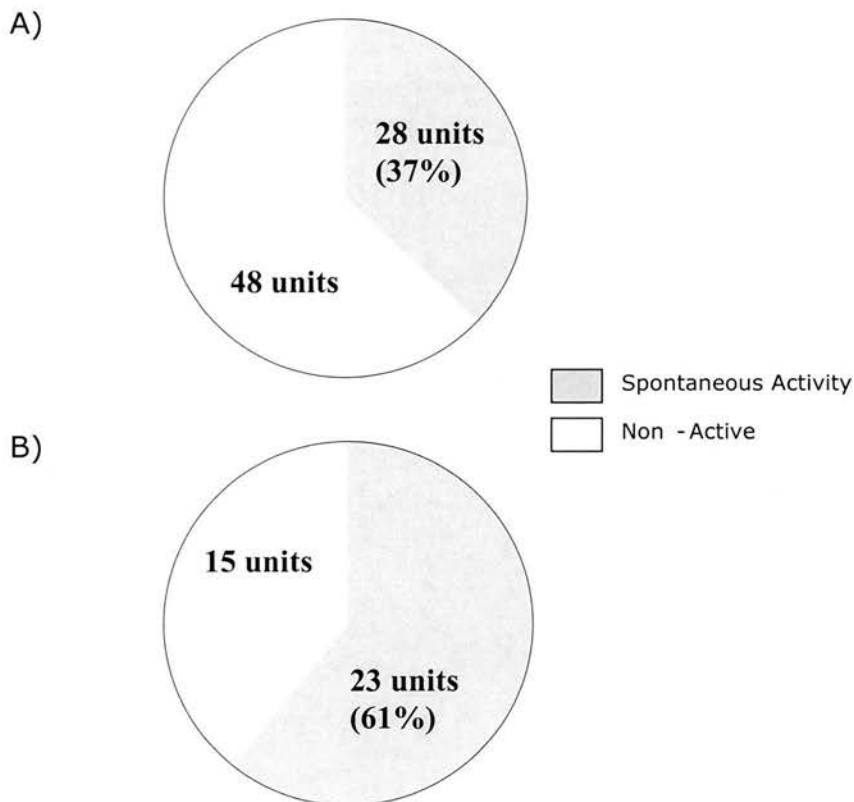 A)
28 units
(37%)
48 units
Spontaneous Activity
Non - Active
B)
15 units
23 units
(61%)